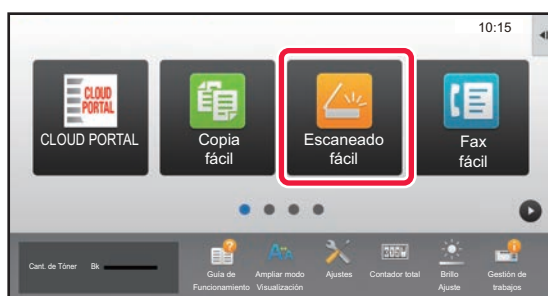 10:15
CLOUD
PORTAL
CLOUD PORTAL
Copia
fácil
Escaneado
fácil
Fax
fácil
Cant. de Tóner Bk
Guía de
Funcionamiento
Ampliar modo
Visualización
Ajustes
Contador total
Brillo
Ajuste
Gestión de
trabajos